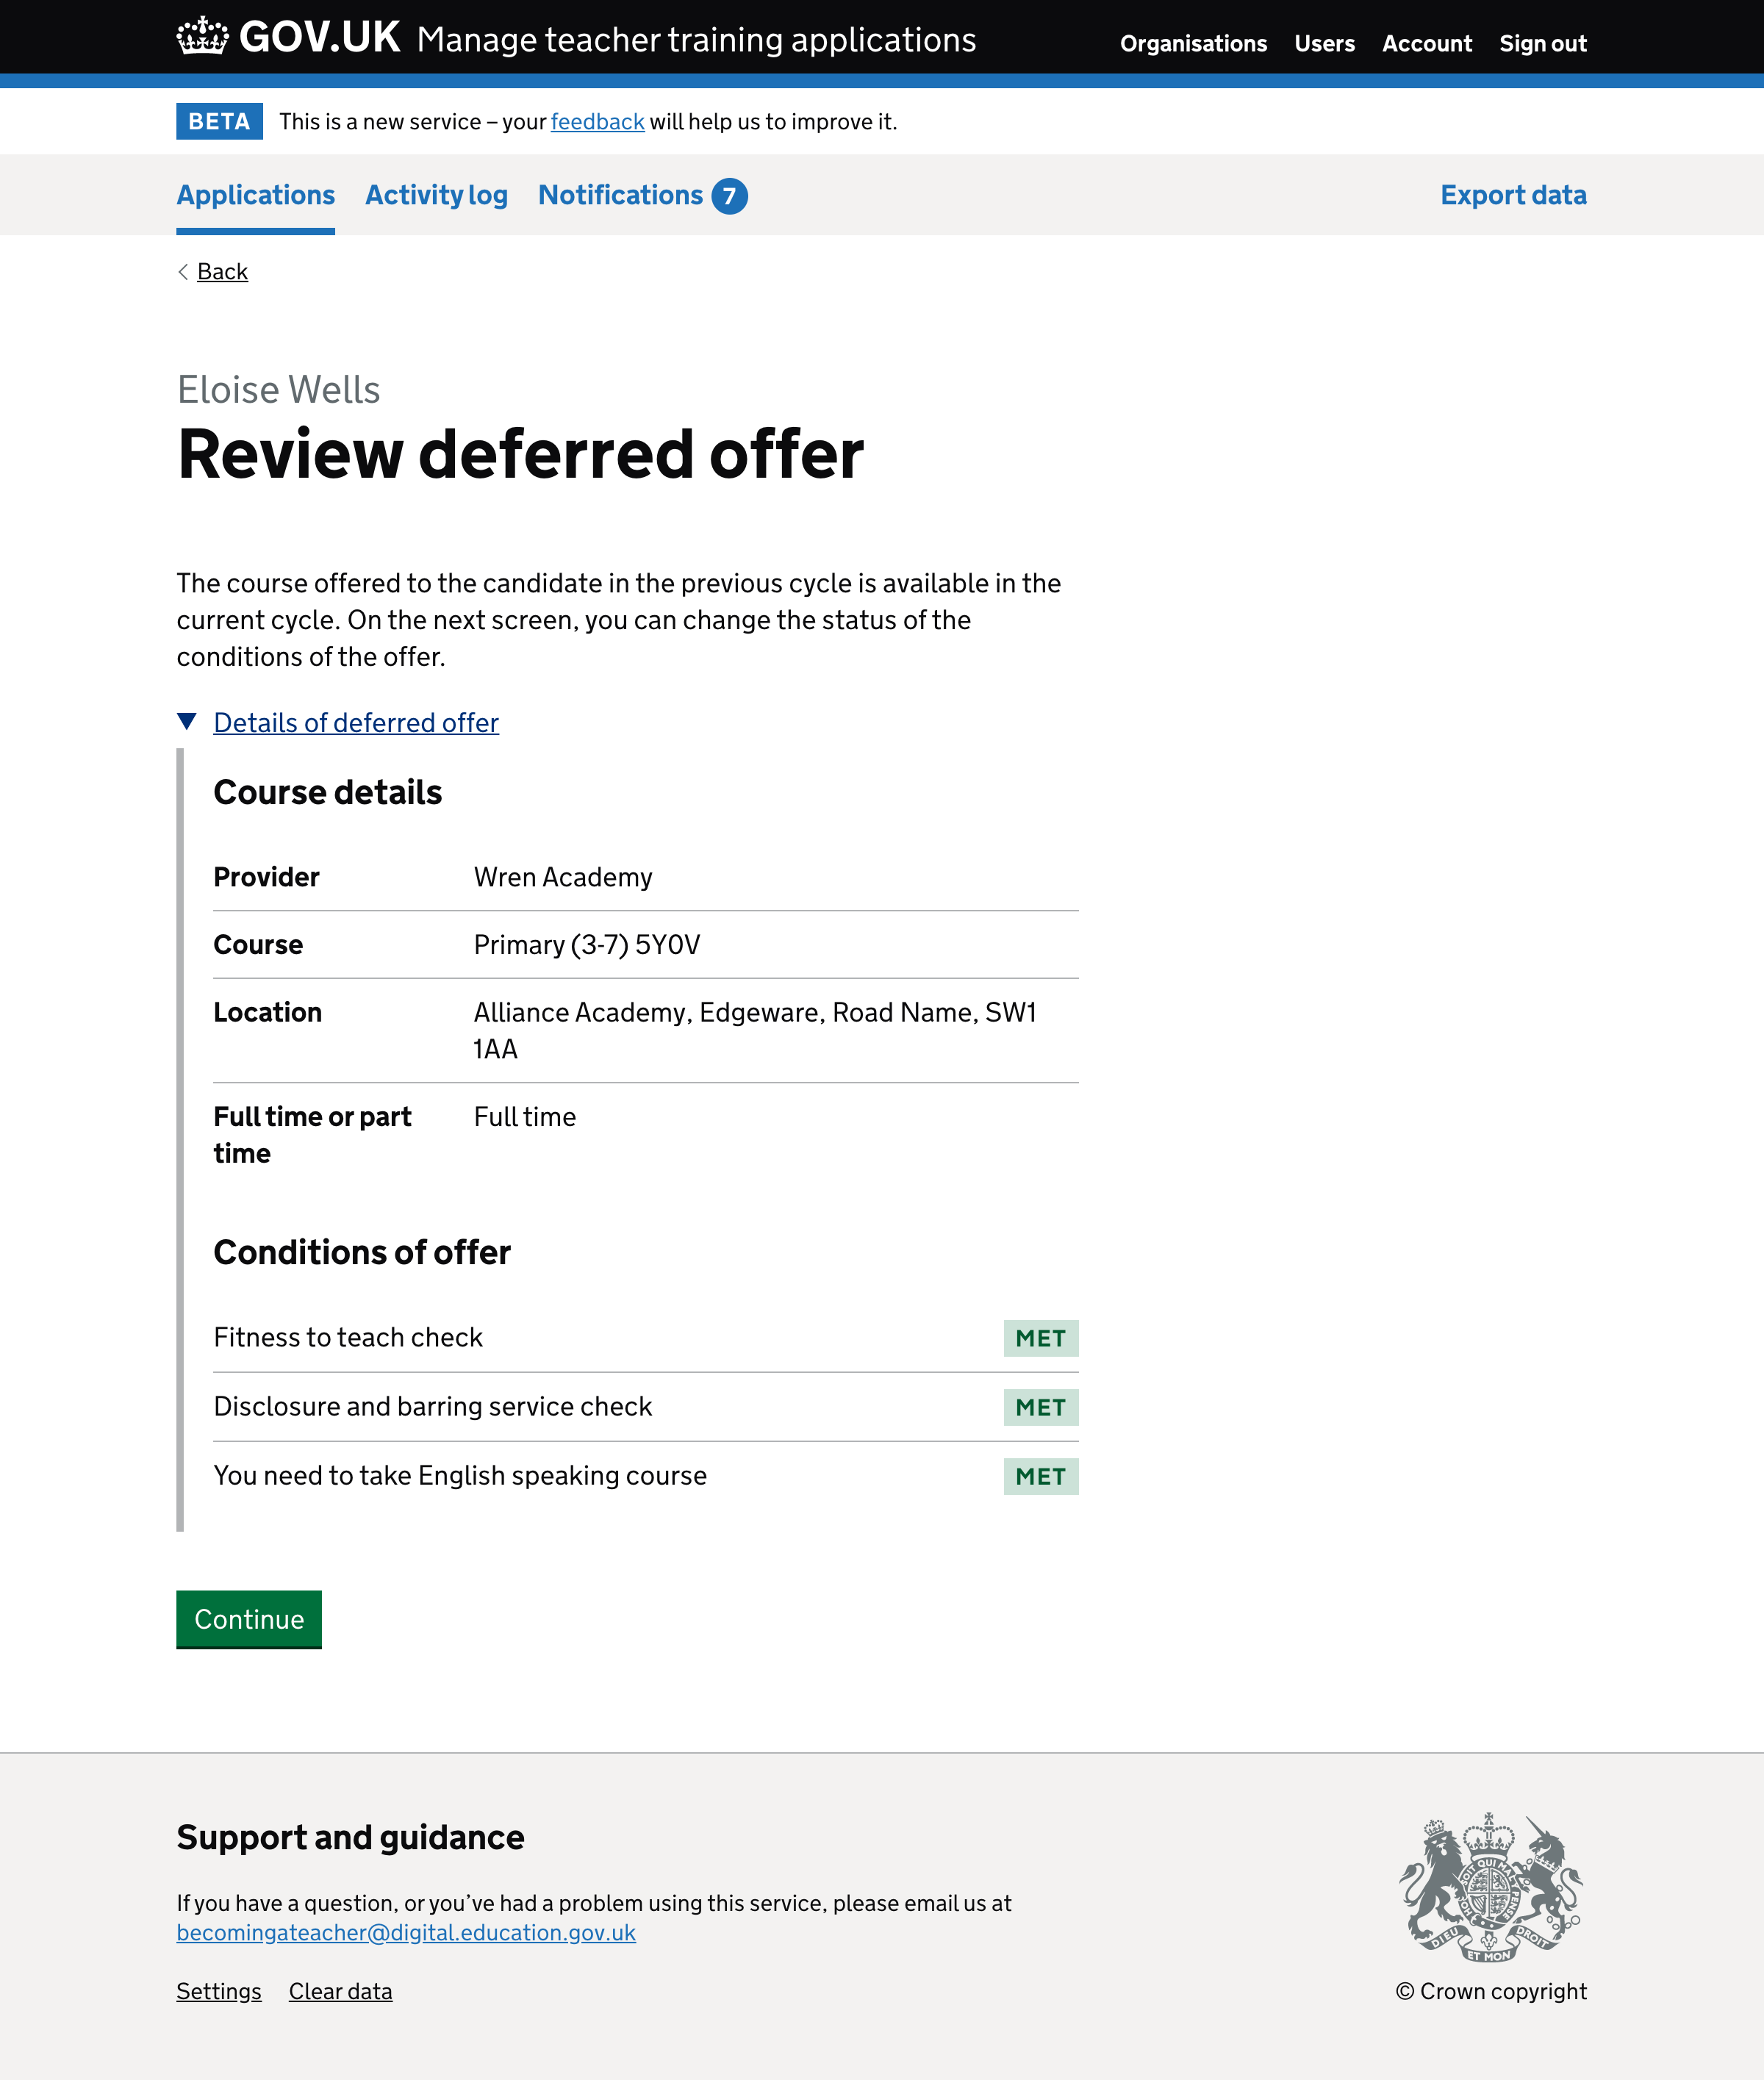 GOV.UK Manage teacher training applications Organisations Users Account Sign out
BETA This is a new service – your feedback will help us to improve it.
Applications Activity log Notifications 7 Export data
Back
Eloise Wells
Review deferred offer
The course offered to the candidate in the previous cycle is available in the
current cycle. On the next screen, you can change the status of the
conditions of the offer.
Details of deferred offer
Course details
Provider Wren Academy
Course Primary (3-7) 5Y0V
Location Alliance Academy, Edgeware, Road Name, SW1
1AA
Full time or part Full time
time
Conditions of offer
Fitness to teach check MET
Disclosure and barring service check MET
You need to take English speaking course MET
Continue
Support and guidance
If you have a question, or you’ve had a problem using this service, please email us at
becomingateacher@digital.education.gov.uk
Settings Clear data
DIEU ET MON DROIT
© Crown copyright